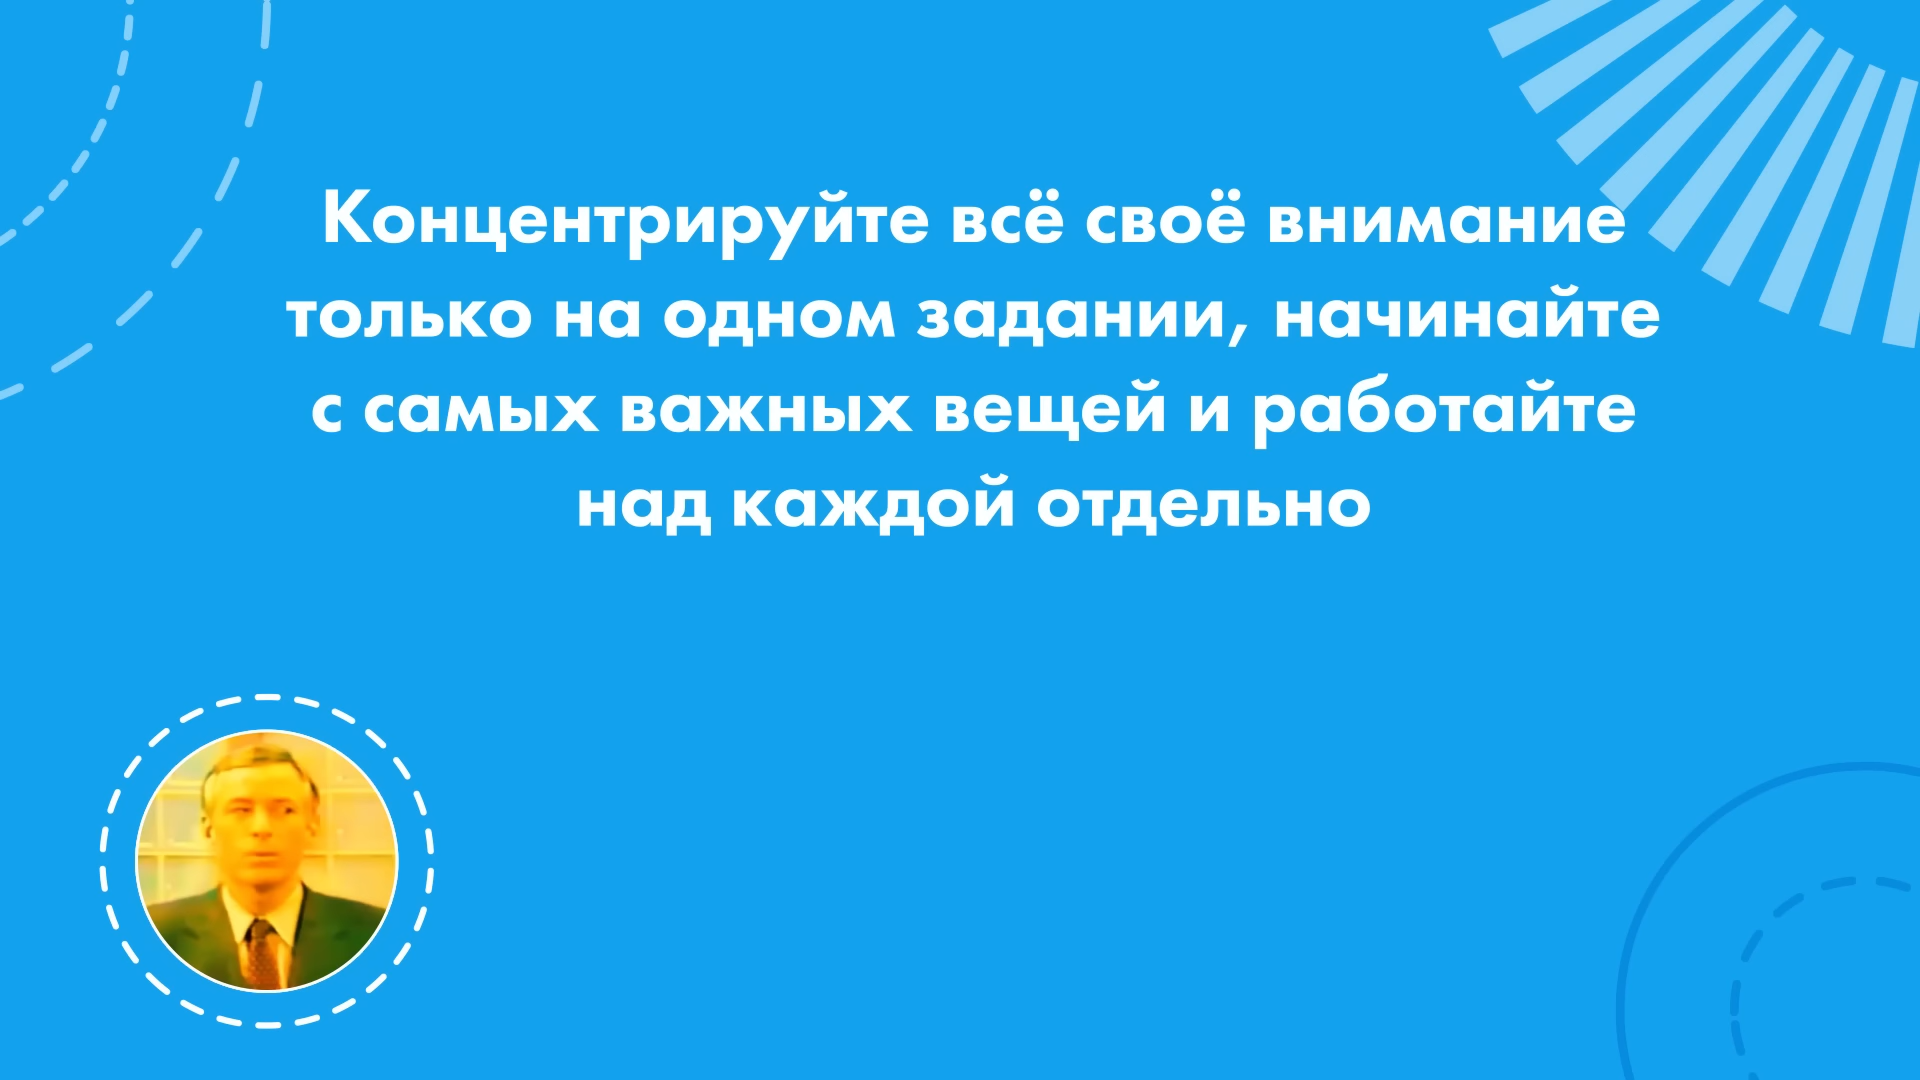 Концентрируйте всё своё внимание
только на одном задании, начинайте
с самых важных вещей и работайте
над каждой отдельно